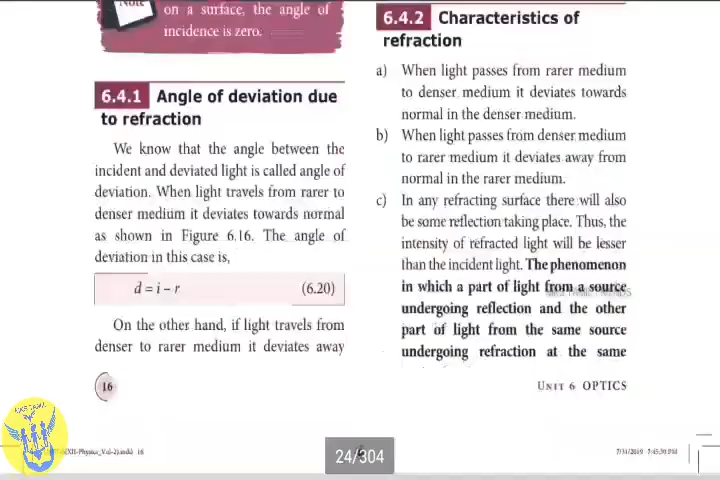 Note
on a surface, the angle of
incidence is zero.
6.4.1 Angle of deviation due
to refraction
We know that the angle between the
incident and deviated light is called angle of
deviation. When light travels from rarer to
denser medium it deviates towards normal
as shown in Figure 6.16. The angle of
deviation in this case is,
d = i – r (6.20)
On the other hand, if light travels from
denser to rarer medium it deviates away
16
6.4.2 Characteristics of
refraction
a) When light passes from rarer medium
to denser medium it deviates towards
normal in the denser medium.
b) When light passes from denser medium
to rarer medium it deviates away from
normal in the rarer medium.
c) In any refracting surface there will also
be some reflection taking place. Thus, the
intensity of refracted light will be lesser
than the incident light. The phenomenon
in which a part of light from a source
undergoing reflection and the other
part of light from the same source
undergoing refraction at the same
UNIT 6 OPTICS
24/304